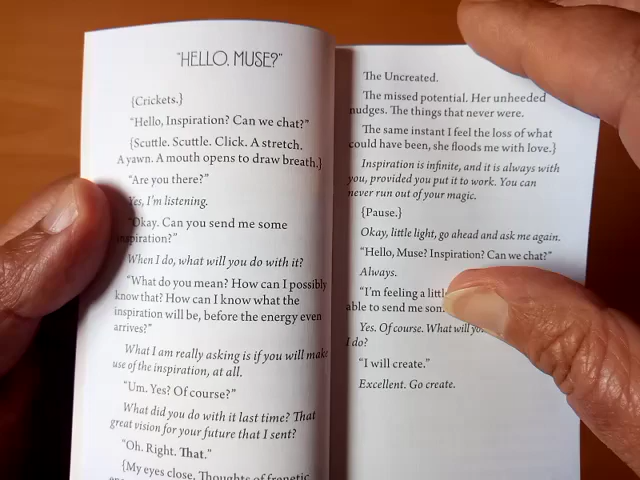 "HELLO, MUSE?"
{Crickets.}
"Hello, Inspiration? Can we chat?"
{Scuttle. Scuttle. Click. A stretch.
A yawn. A mouth opens to draw breath.}
"Are you there?"
Yes, I'm listening.
"Okay. Can you send me some
inspiration?"
When I do, what will you do with it?
"What do you mean? How can I possibly
know that? How can I know what the
inspiration will be, before the energy even
arrives?"
What I am really asking is if you will make
use of the inspiration, at all.
"Um. Yes? Of course?"
What did you do with it last time? That
great vision for your future that I sent?
"Oh. Right. That."
{My eyes close. Thoughts of frenetic
The Uncreated.
The missed potential. Her unheeded
nudges. The things that never were.
The same instant I feel the loss of what
could have been, she floods me with love.}
Inspiration is infinite, and it is always with
you, provided you put it to work. You can
never run out of your magic.
{Pause.}
Okay, little light, go ahead and ask me again.
"Hello, Muse? Inspiration? Can we chat?"
Always.
"I'm feeling a
able to send me
Yes. Of course. What will
I do?
"I will create."
Excellent. Go create.